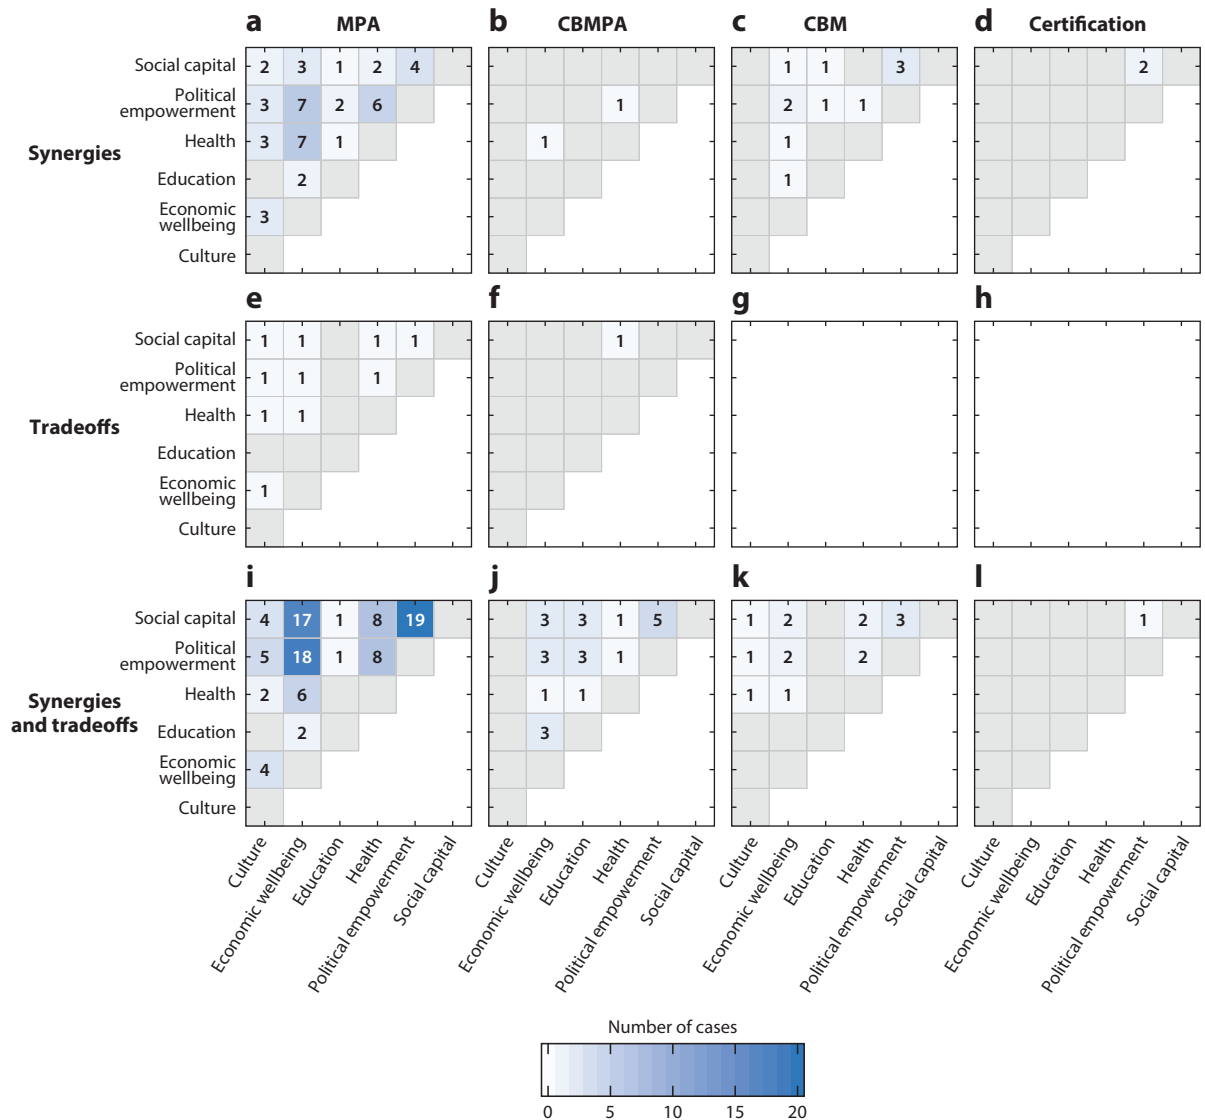 a MPA b CBMPA c CBM d Certification
Synergies
Social capital 2 3 1 2 4 1 1 3 2
Political
empowerment 3 7 2 6 1 2 1 1
Health 3 7 1 1 1
Education 2 1
Economic
wellbeing 3
Culture
e f g h
Tradeoffs
Social capital 1 1 1 1 1
Political
empowerment 1 1 1
Health 1 1
Education
Economic
wellbeing 1
Culture
i j k l
Synergies
and tradeoffs
Social capital 4 17 1 8 19 3 3 1 5 1 2 2 3 1
Political
empowerment 5 18 1 8 3 3 1 1 2 2
Health 2 6 1 1 1 1
Education 2 3
Economic
wellbeing 4
Culture
Culture
Economic wellbeing
Education
Health
Political empowerment
Social capital
Culture
Economic wellbeing
Education
Health
Political empowerment
Social capital
Culture
Economic wellbeing
Education
Health
Political empowerment
Social capital
Culture
Economic wellbeing
Education
Health
Political empowerment
Social capital
Number of cases
0 5 10 15 20